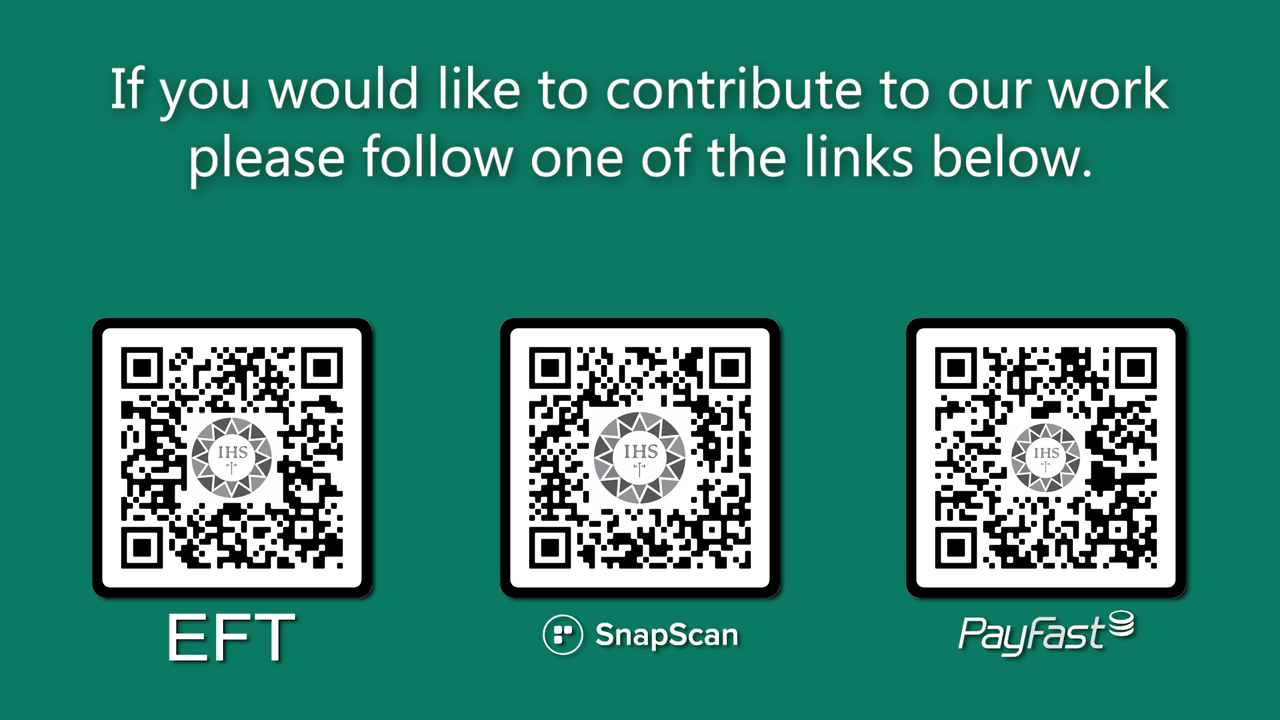 If you would like to contribute to our work
please follow one of the links below.
IHS
IHS
IHS
EFT
SnapScan
PayFast